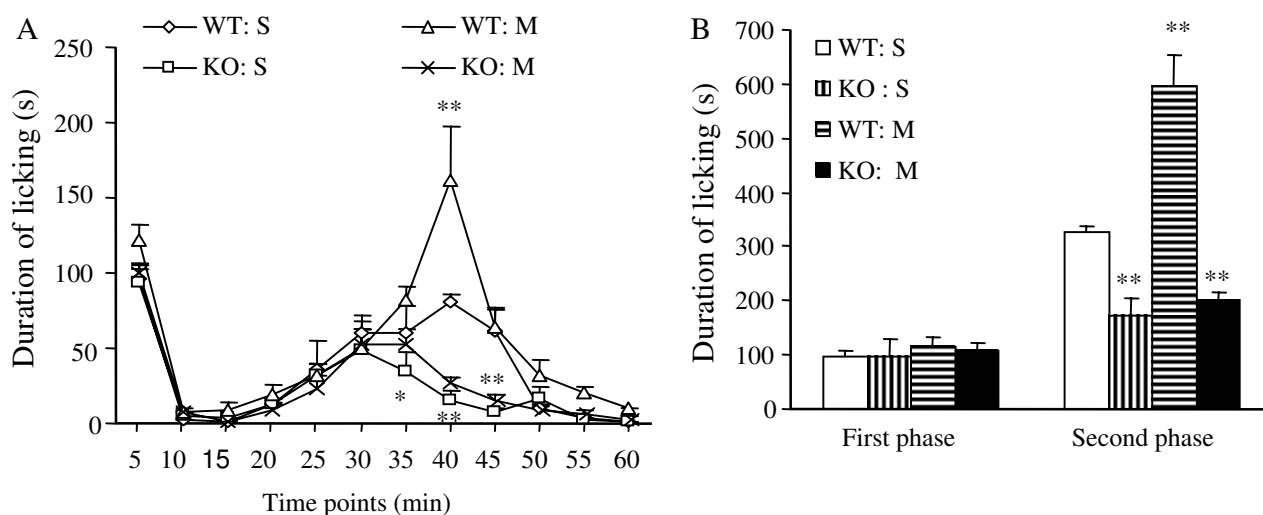 A
WT: S
WT: M
KO: S
KO: M
Duration of licking (s)
250
200
150
100
50
0
**
**
*
**
5 10 15 20 25 30 35 40 45 50 55 60
Time points (min)
B
WT: S
KO : S
WT: M
KO: M
Duration of licking (s)
700
600
500
400
300
200
100
0
**
**
**
First phase
Second phase